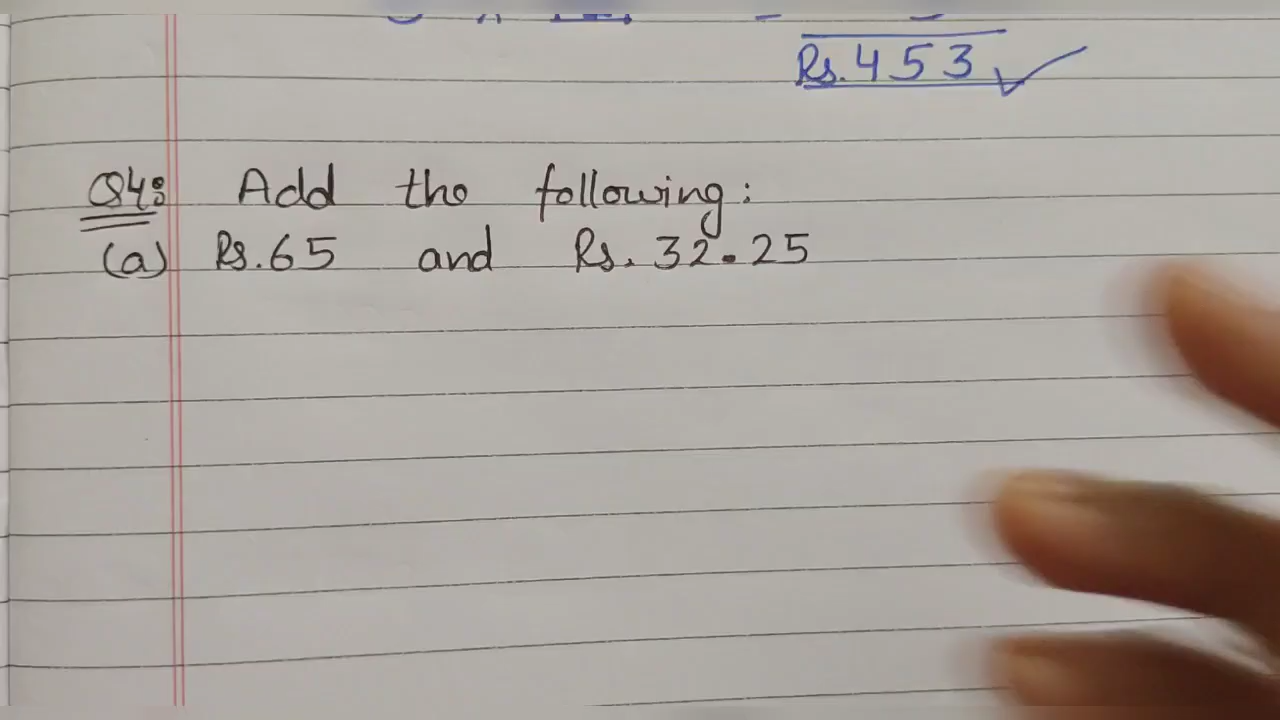 Rs. 453
Q4: Add the following:
(a) Rs. 65 and Rs. 32.25